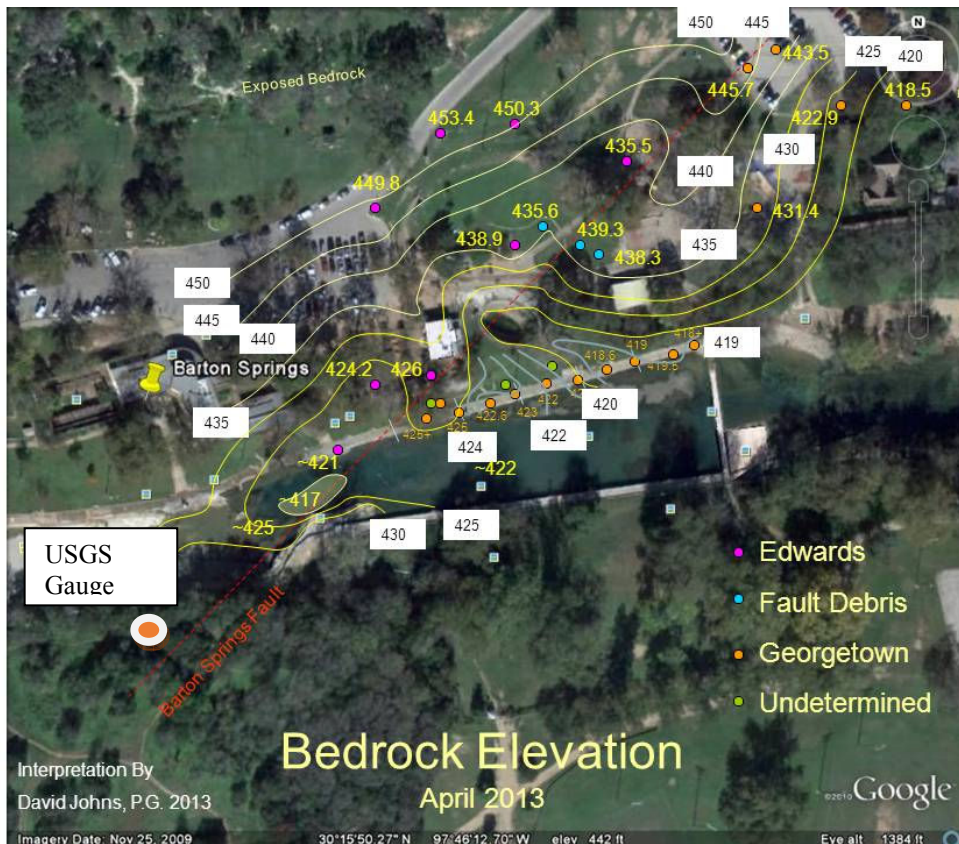 450 445
N
443.5
425
420
Exposed Bedrock
445.7
418.5
422.9
453.4
450.3
435.5
430
440
449.8
431.4
435.6
439.3
438.9
435
438.3
450
445
440
418+
419
Barton Springs
418.6
419
419.5
424.2
426
435
422
420
422.6
423
425+
426
424
422
~421
~422
~417
~425
430
425
USGS
Gauge
Barton Springs Fault
Edwards
Fault Debris
Georgetown
Undetermined
Bedrock Elevation
April 2013
Interpretation By
David Johns, P.G. 2013
©2010 Google
Imagery Date: Nov 25, 2009
30°15'50.27" N 97°46'12.70" W elev 442 ft
Eye alt 1384 ft